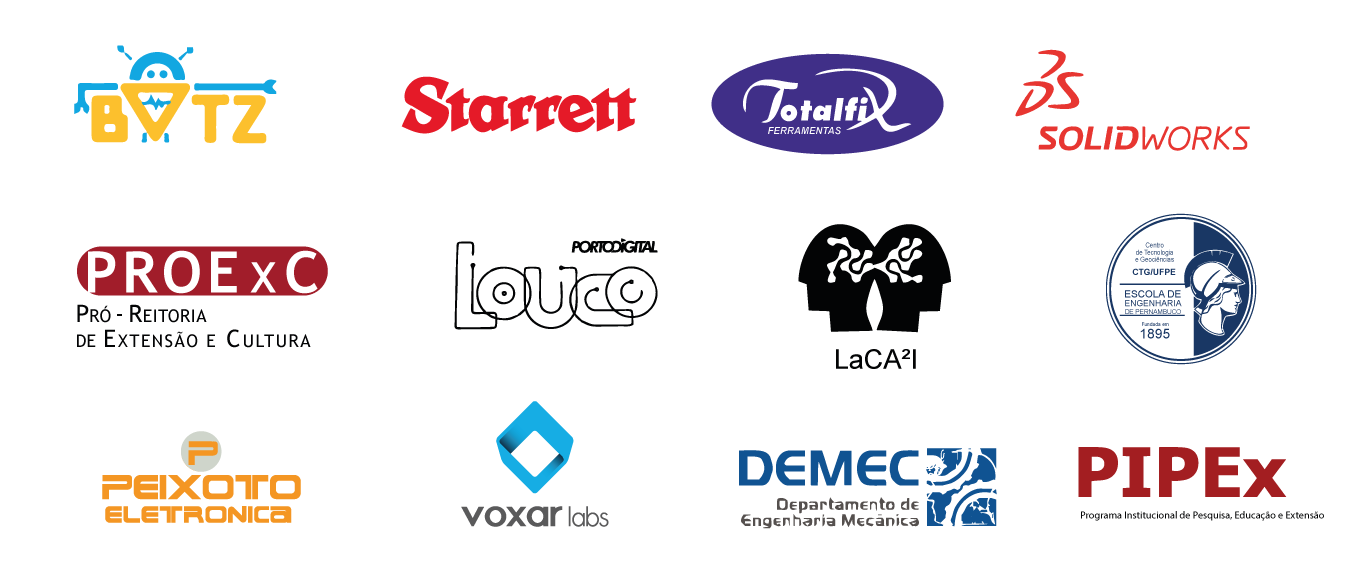 BOTZ
Starrett
Totalfix
FERRAMENTAS
DS
SOLIDWORKS
PROExC
PRÓ - REITORIA
DE EXTENSÃO E CULTURA
PORTODIGITAL
LOUCO
LaCA²I
Centro
de Tecnologia
e Geociências
CTG/UFPE
ESCOLA DE
ENGENHARIA
DE PERNAMBUCO
Fundada em
1895
P
PEIXOTO
ELETRONICA
voxar labs
DEMEC
Departamento de
Engenharia Mecânica
PIPEx
Programa Institucional de Pesquisa, Educação e Extensão